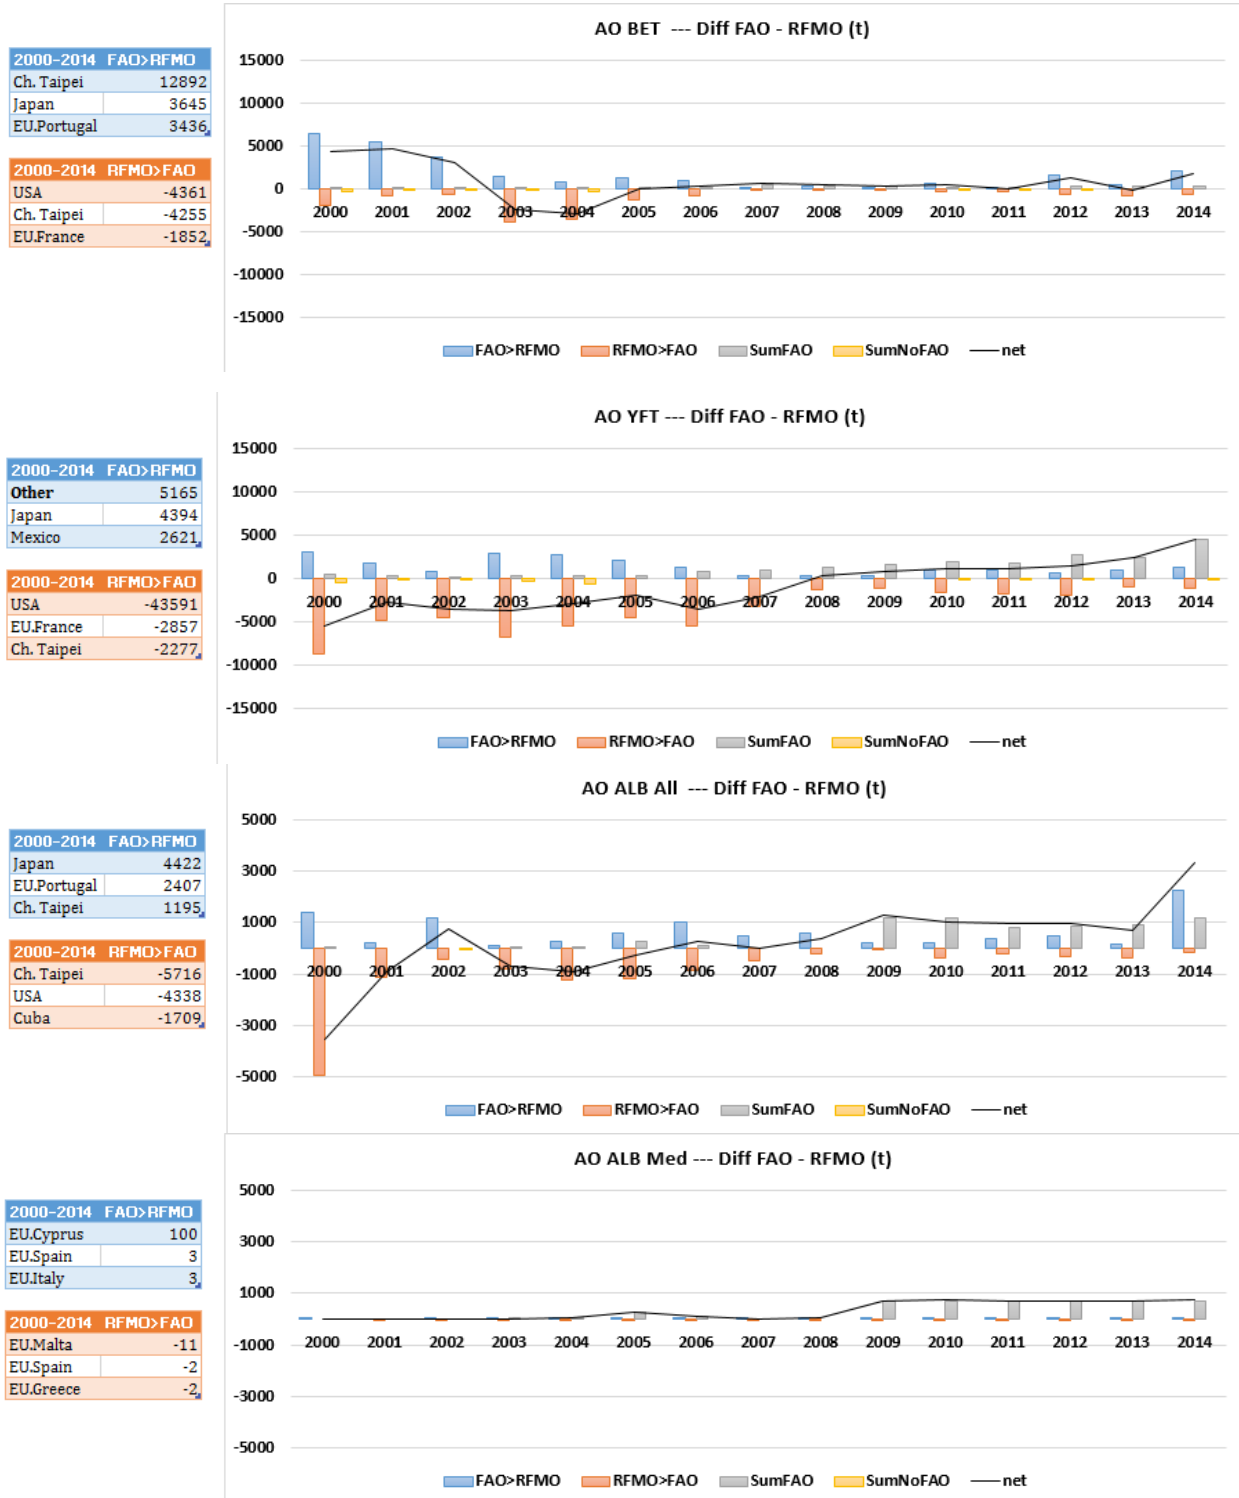 AO BET --- Diff FAO - RFMO (t)
2000-2014 FAO>RFMO
Ch. Taipei 12892
Japan 3645
EU.Portugal 3436
2000-2014 RFMO>FAO
USA -4361
Ch. Taipei -4255
EU.France -1852
15000
10000
5000
0
-5000
-10000
-15000
2000 2001 2002 2003 2004 2005 2006 2007 2008 2009 2010 2011 2012 2013 2014
FAO>RFMO RFMO>FAO SumFAO SumNoFAO net
AO YFT --- Diff FAO - RFMO (t)
2000-2014 FAO>RFMO
Other 5165
Japan 4394
Mexico 2621
2000-2014 RFMO>FAO
USA -43591
EU.France -2857
Ch. Taipei -2277
15000
10000
5000
0
-5000
-10000
-15000
2000 2001 2002 2003 2004 2005 2006 2007 2008 2009 2010 2011 2012 2013 2014
FAO>RFMO RFMO>FAO SumFAO SumNoFAO net
AO ALB All --- Diff FAO - RFMO (t)
2000-2014 FAO>RFMO
Japan 4422
EU.Portugal 2407
Ch. Taipei 1195
2000-2014 RFMO>FAO
Ch. Taipei -5716
USA -4338
Cuba -1709
5000
3000
1000
-1000
-3000
-5000
2000 2001 2002 2003 2004 2005 2006 2007 2008 2009 2010 2011 2012 2013 2014
FAO>RFMO RFMO>FAO SumFAO SumNoFAO net
AO ALB Med --- Diff FAO - RFMO (t)
2000-2014 FAO>RFMO
EU.Cyprus 100
EU.Spain 3
EU.Italy 3
2000-2014 RFMO>FAO
EU.Malta -11
EU.Spain -2
EU.Greece -2
5000
3000
1000
-1000
-3000
-5000
2000 2001 2002 2003 2004 2005 2006 2007 2008 2009 2010 2011 2012 2013 2014
FAO>RFMO RFMO>FAO SumFAO SumNoFAO net